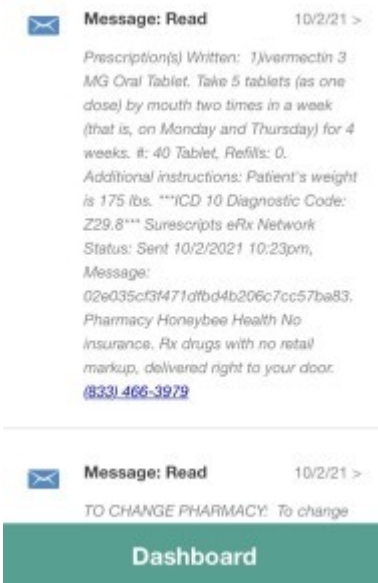 Message: Read 10/2/21 >
Prescription(s) Written: 1)ivermectin 3
MG Oral Tablet. Take 5 tablets (as one
dose) by mouth two times in a week
(that is, on Monday and Thursday) for 4
weeks. #: 40 Tablet, Refills: 0.
Additional instructions: Patient's weight
is 175 lbs. ***ICD 10 Diagnostic Code:
Z29.8*** Surescripts eRx Network
Status: Sent 10/2/2021 10:23pm,
Message:
02e035cf3f471dfbd4b206c7cc57ba83.
Pharmacy Honeybee Health No
insurance. Rx drugs with no retail
markup, delivered right to your door.
(833) 466-3979
Message: Read 10/2/21 >
TO CHANGE PHARMACY: To change
Dashboard